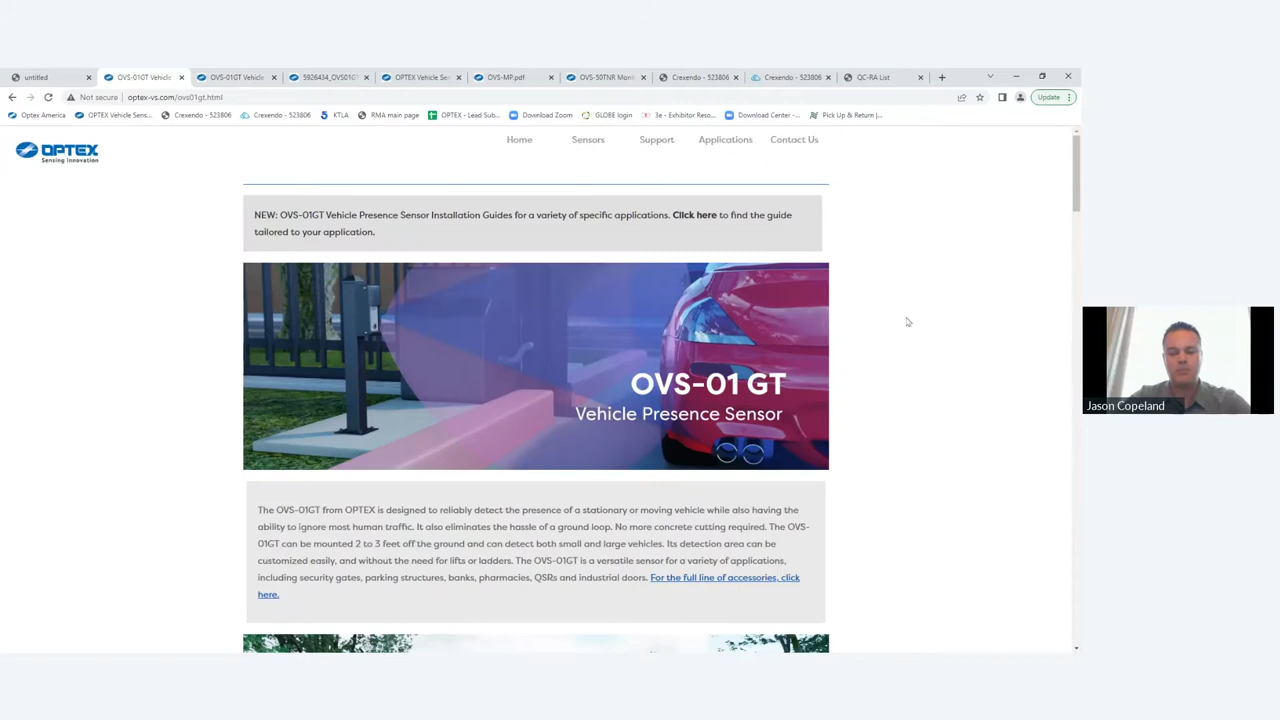 untitled
OVS-01GT Vehicle
OVS-01GT Vehicle
5926434_OVS01G
OPTEX Vehicle Sen
OVS-MP.pdf
OVS-50TNR Mon
Crexendo - 523806
Crexendo - 523806
QC-RA List
Not secure
optex-vs.com/ovs01gt.html
Update
Optex America
OPTEX Vehicle Sens...
Crexendo - 523806
Crexendo - 523806
KTLA
RMA main page
OPTEX - Lead Sub...
Download Zoom
GLOBE login
3e - Exhibitor Reso...
Download Center -...
Pick Up & Return |...
OPTEX
Sensing Innovation
Home
Sensors
Support
Applications
Contact Us
NEW: OVS-01GT Vehicle Presence Sensor Installation Guides for a variety of specific applications. Click here to find the guide
tailored to your application.
OVS-01 GT
Vehicle Presence Sensor
The OVS-01GT from OPTEX is designed to reliably detect the presence of a stationary or moving vehicle while also having the
ability to ignore most human traffic. It also eliminates the hassle of a ground loop. No more concrete cutting required. The OVS-
01GT can be mounted 2 to 3 feet off the ground and can detect both small and large vehicles. Its detection area can be
customized easily, and without the need for lifts or ladders. The OVS-01GT is a versatile sensor for a variety of applications,
including security gates, parking structures, banks, pharmacies, QSRs and industrial doors. For the full line of accessories, click
here.
Jason Copeland